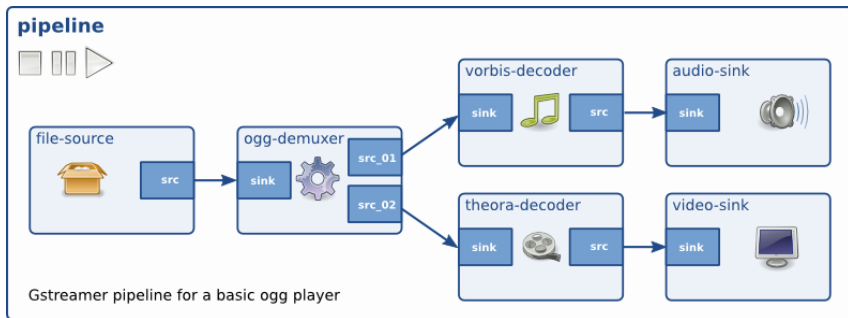 pipeline
file-source
src
ogg-demuxer
sink
src_01
src_02
vorbis-decoder
sink
src
audio-sink
sink
theora-decoder
sink
src
video-sink
sink
Gstreamer pipeline for a basic ogg player